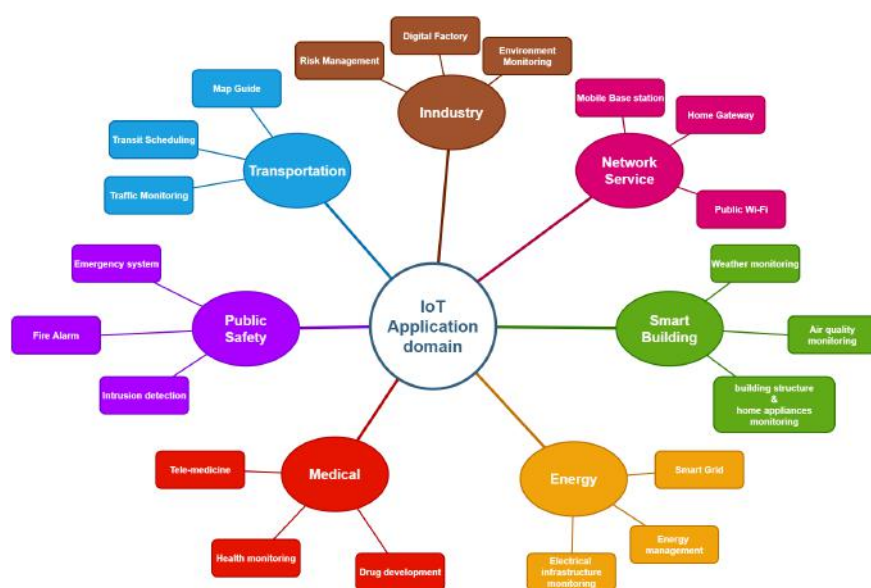 Digital Factory
Risk Management
Environment
Monitoring
Inndustry
Map Guide
Transit Scheduling
Traffic Monitoring
Transportation
Mobile Base station
Home Gateway
Public Wi-Fi
Network
Service
Emergency system
Fire Alarm
Intrusion detection
Public
Safety
IoT
Application
domain
Weather monitoring
Air quality
monitoring
building structure
&
home appliances
monitoring
Smart
Building
Tele-medicine
Health monitoring
Drug development
Medical
Smart Grid
Energy
management
Electrical
infrastructure
monitoring
Energy